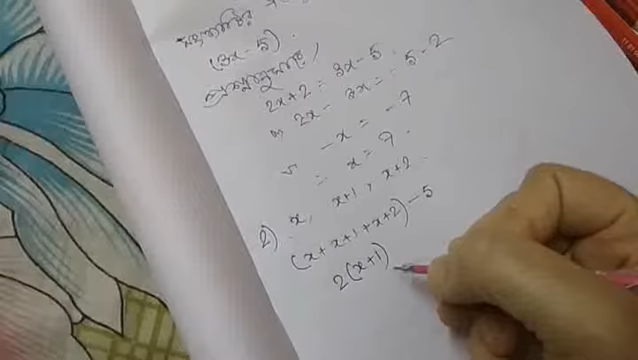 (3x - 5).
প্রশ্নানুসারে,
2x + 2 = 3x - 5
বা 2x - 3x = - 5 - 2
বা - x = - 7
∴ x = 7.
2) x, x+1, x+2.
(x + x+1 + x+2) - 5
2(x+1)